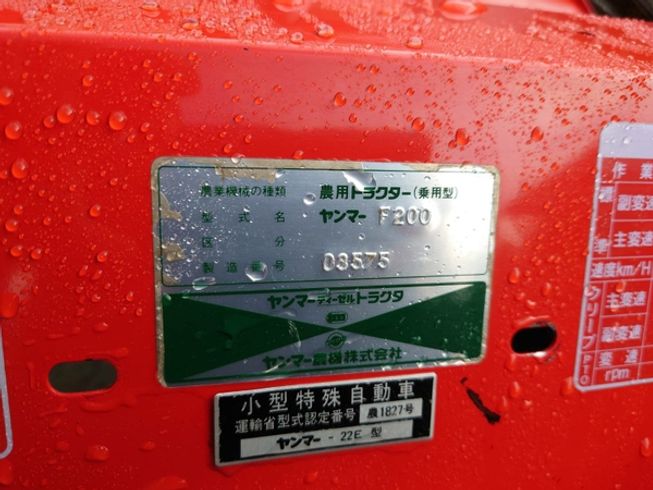 農業機械の種類 農用トラクター(乗用型)
型式名 ヤンマー F200
区分
製造番号 03575
ヤンマーディーゼルトラクタ
ヤンマー農機株式会社
小型特殊自動車
運輸省型式認定番号 農1827号
ヤンマー - 22E 型
作業
副変速
主変速
速度km/H
クリープ
主変速
副変速
PTO
変速
rpm